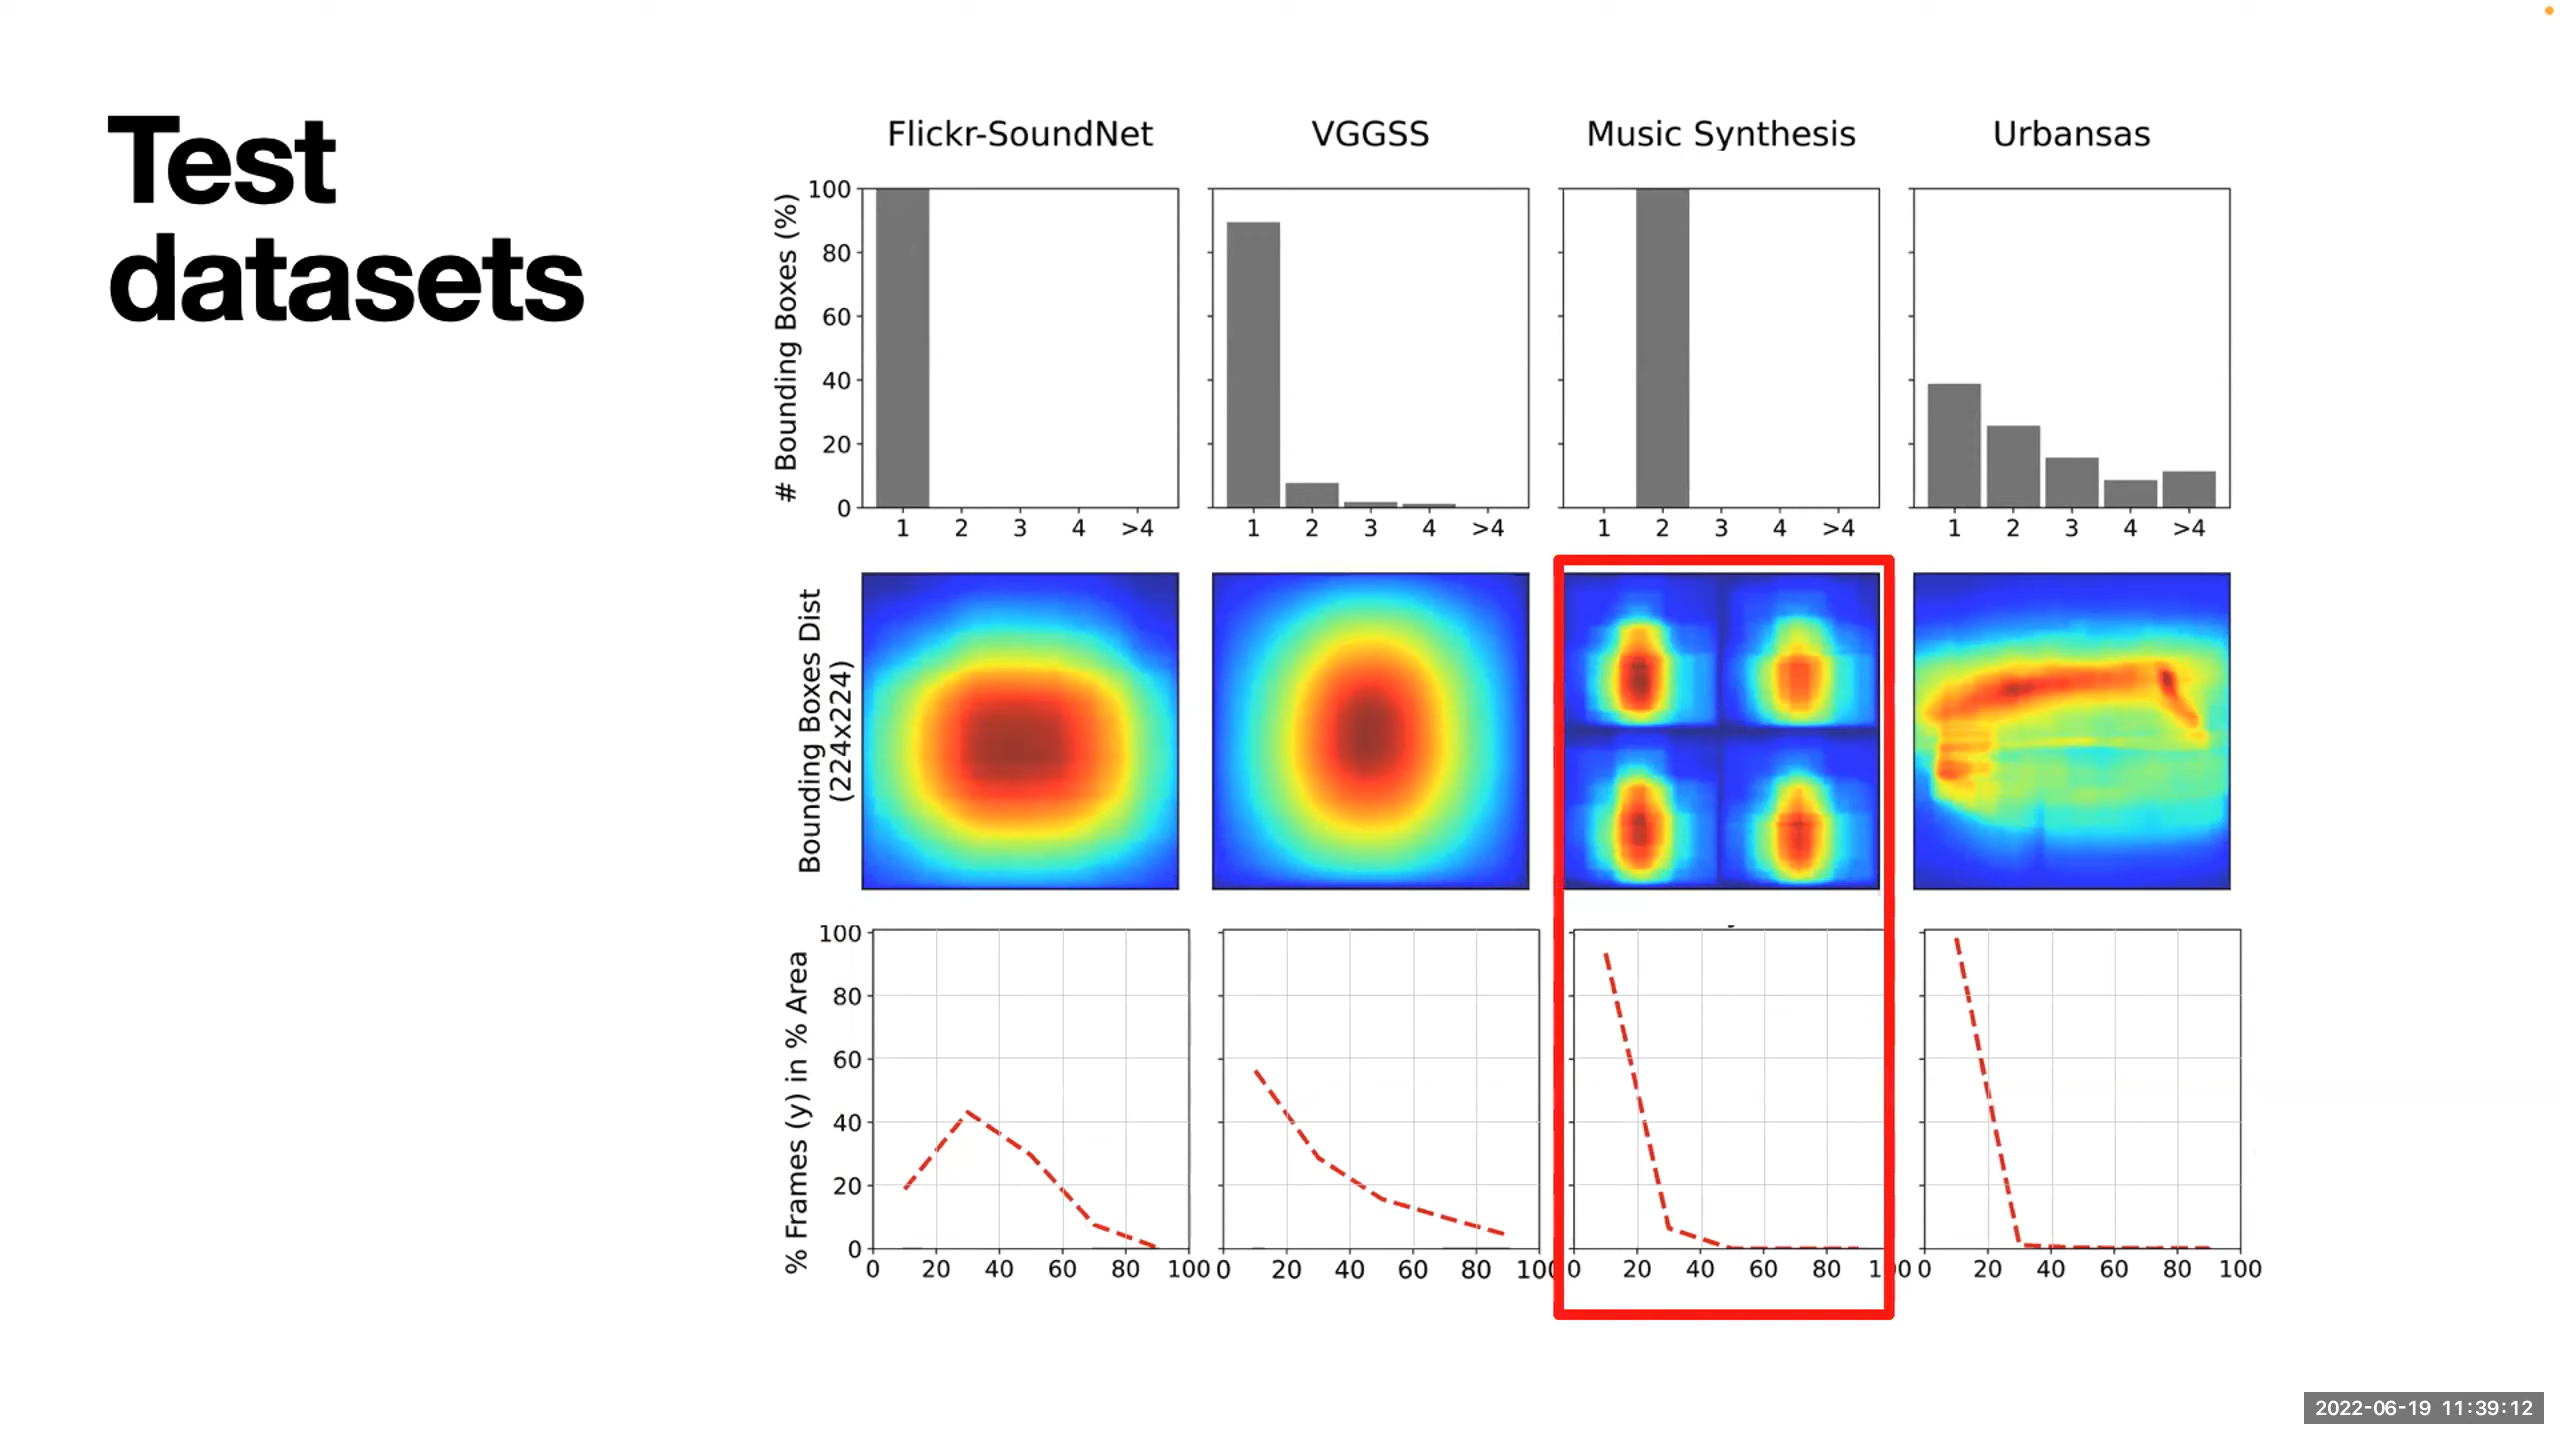 Test
datasets
Flickr-SoundNet
VGGSS
Music Synthesis
Urbansas
# Bounding Boxes (%)
100
80
60
40
20
0
1 2 3 4 >4
1 2 3 4 >4
1 2 3 4 >4
1 2 3 4 >4
Bounding Boxes Dist
(224x224)
% Frames (y) in % Area
100
80
60
40
20
0
0 20 40 60 80 100
0 20 40 60 80 100
0 20 40 60 80 100
0 20 40 60 80 100
2022-06-19 11:39:12